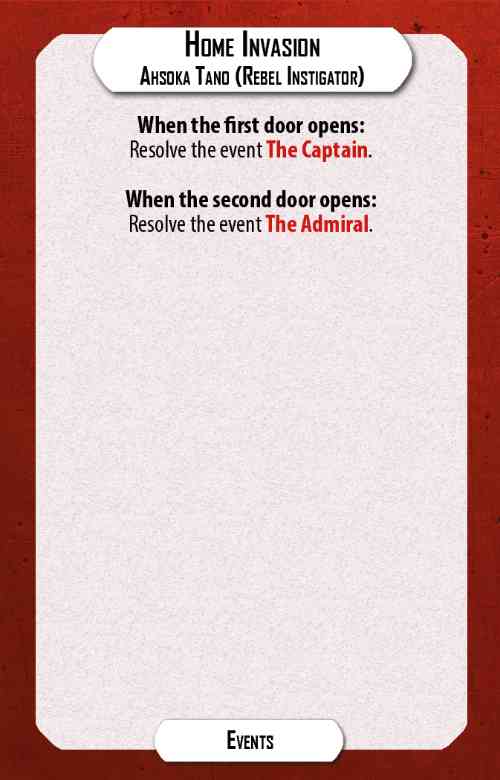 Home Invasion
Ahsoka Tano (Rebel Instigator)
When the first door opens:
Resolve the event The Captain.
When the second door opens:
Resolve the event The Admiral.
Events